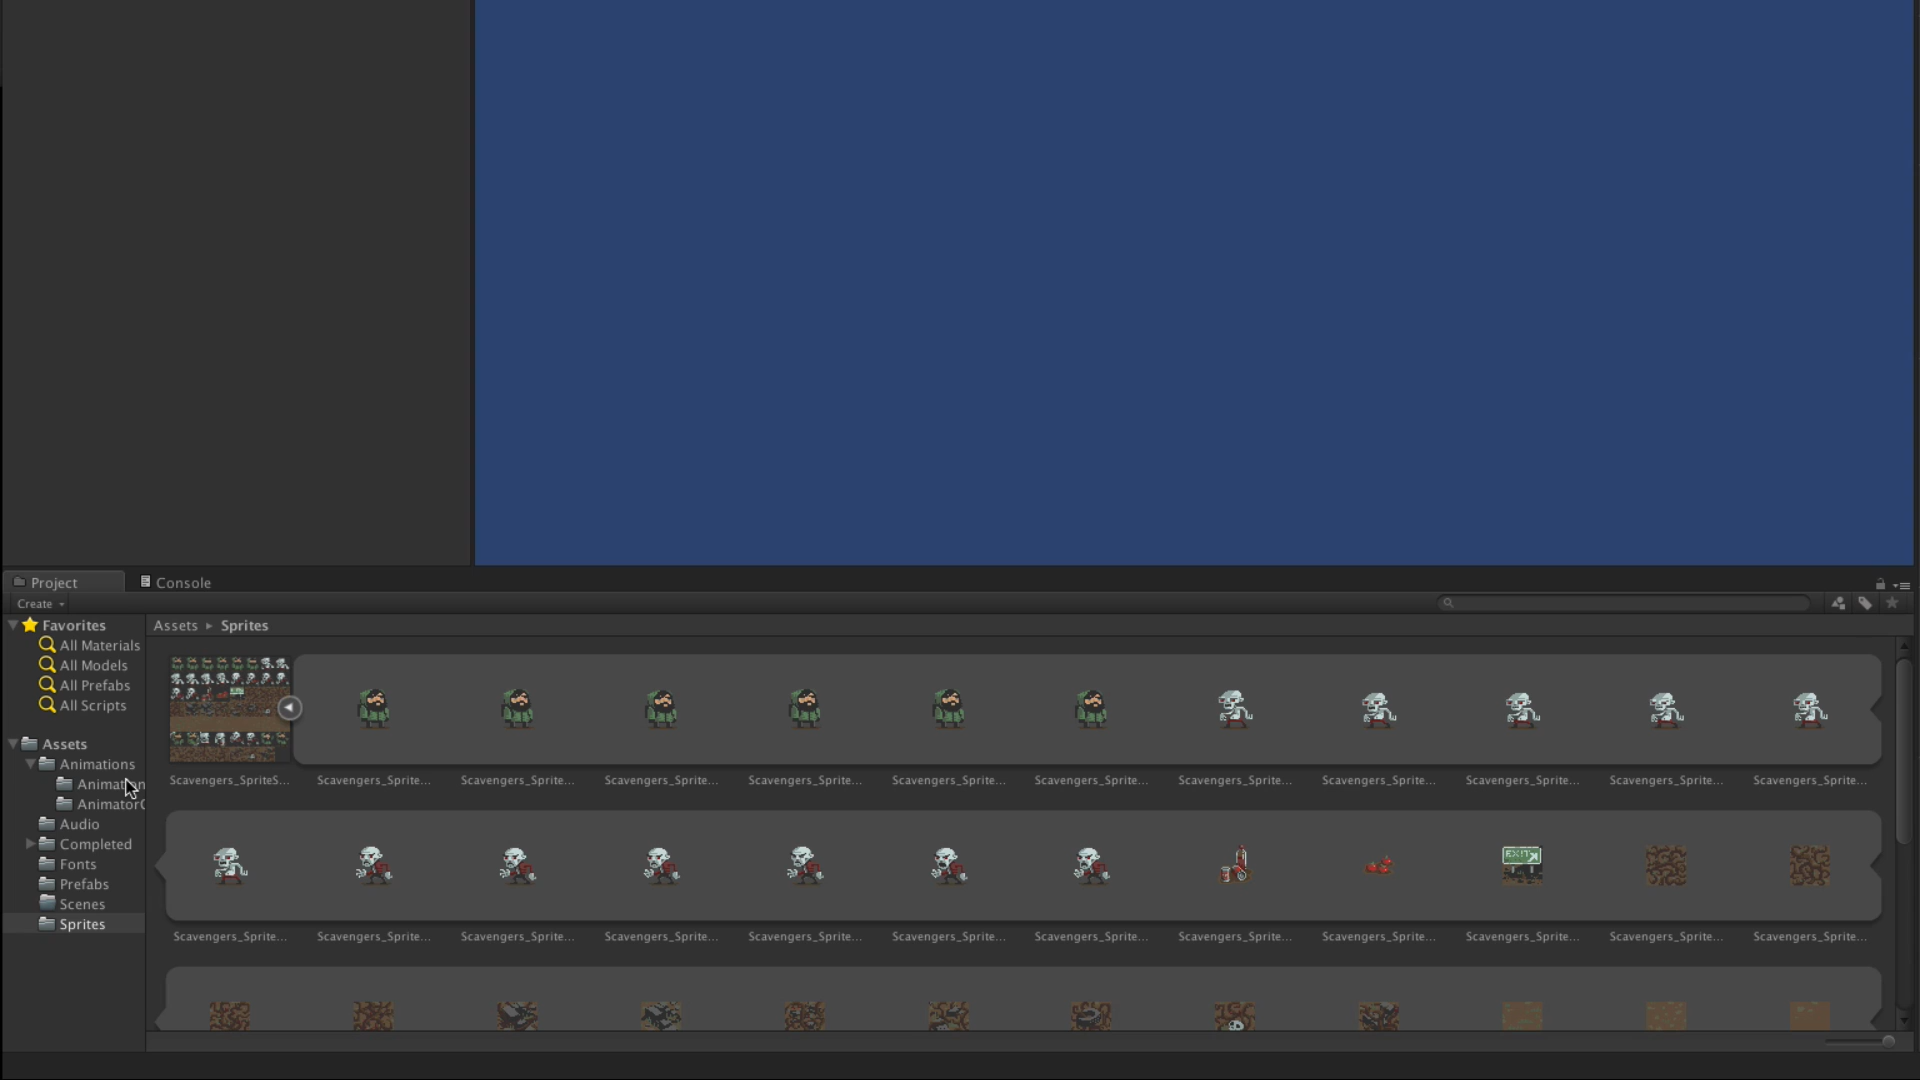 Project
Console
Create
Favorites
Assets
Sprites
All Materials
All Models
All Prefabs
All Scripts
Assets
Animations
AnimatorC
Audio
Completed
Fonts
Prefabs
Scenes
Sprites
Scavengers_SpriteS... Scavengers_Sprite... Scavengers_Sprite... Scavengers_Sprite... Scavengers_Sprite... Scavengers_Sprite... Scavengers_Sprite... Scavengers_Sprite... Scavengers_Sprite... Scavengers_Sprite... Scavengers_Sprite... Scavengers_Sprite...
EXIT
Scavengers_Sprite... Scavengers_Sprite... Scavengers_Sprite... Scavengers_Sprite... Scavengers_Sprite... Scavengers_Sprite... Scavengers_Sprite... Scavengers_Sprite... Scavengers_Sprite... Scavengers_Sprite... Scavengers_Sprite... Scavengers_Sprite...